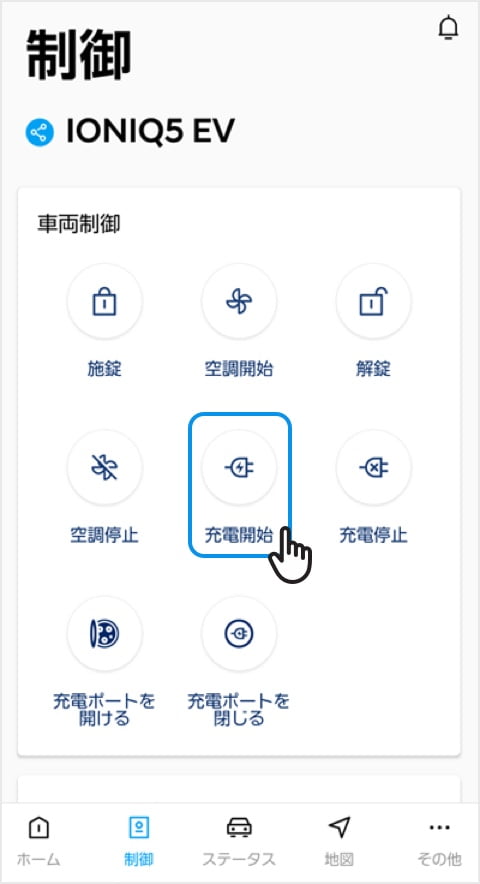 制御
IONIQ5 EV
車両制御
施錠
空調開始
解錠
空調停止
充電開始
充電停止
充電ポートを
開ける
充電ポートを
閉じる
ホーム
制御
ステータス
地図
その他